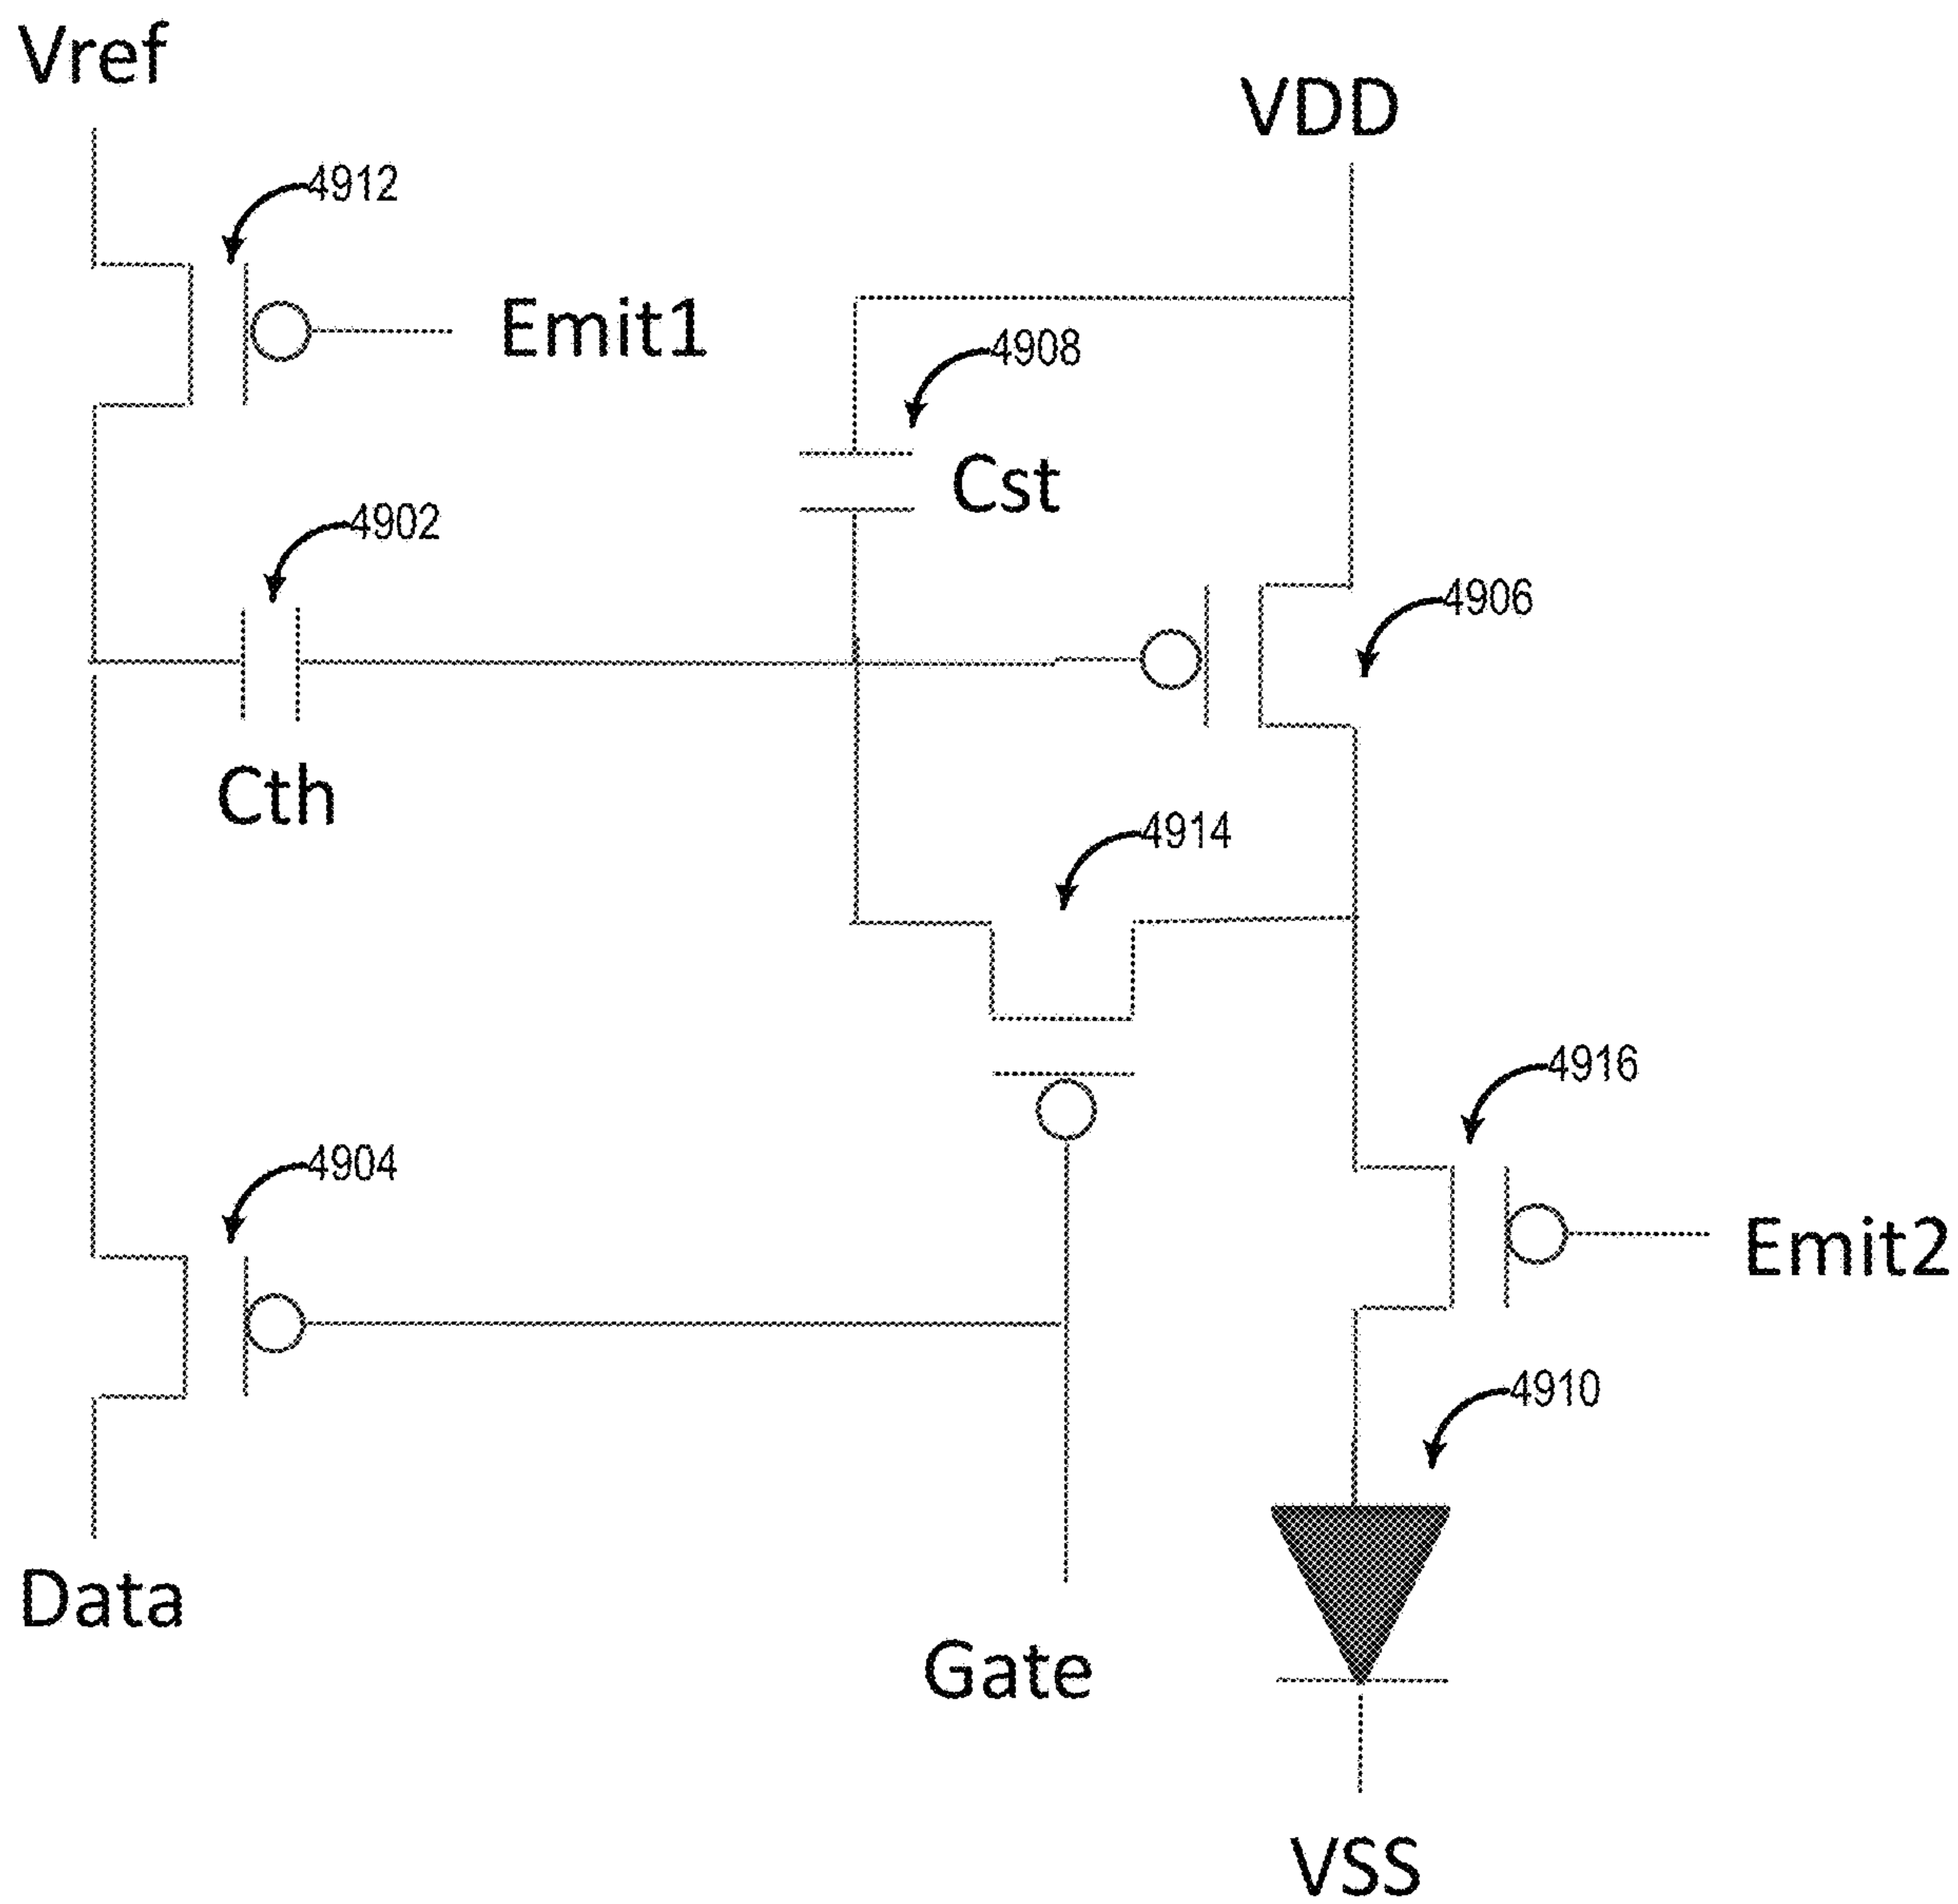 Vref
VDD
4912
Emit1
4908
Cst
4902
4906
Cth
4914
4916
4904
Emit2
4910
Data
Gate
VSS